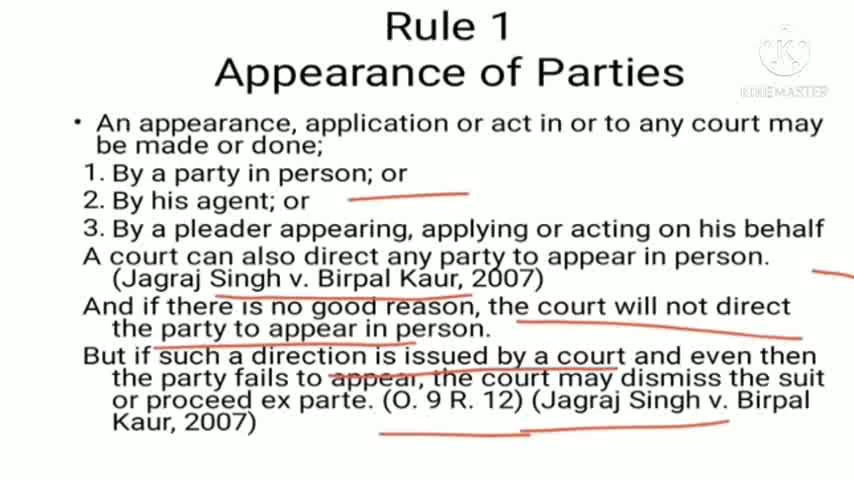 Rule 1
Appearance of Parties
K
KINEMASTER
• An appearance, application or act in or to any court may
be made or done;
1. By a party in person; or
2. By his agent; or
3. By a pleader appearing, applying or acting on his behalf
A court can also direct any party to appear in person.
(Jagraj Singh v. Birpal Kaur, 2007)
And if there is no good reason, the court will not direct
the party to appear in person.
But if such a direction is issued by a court and even then
the party fails to appear, the court may dismiss the suit
or proceed ex parte. (O. 9 R. 12) (Jagraj Singh v. Birpal
Kaur, 2007)